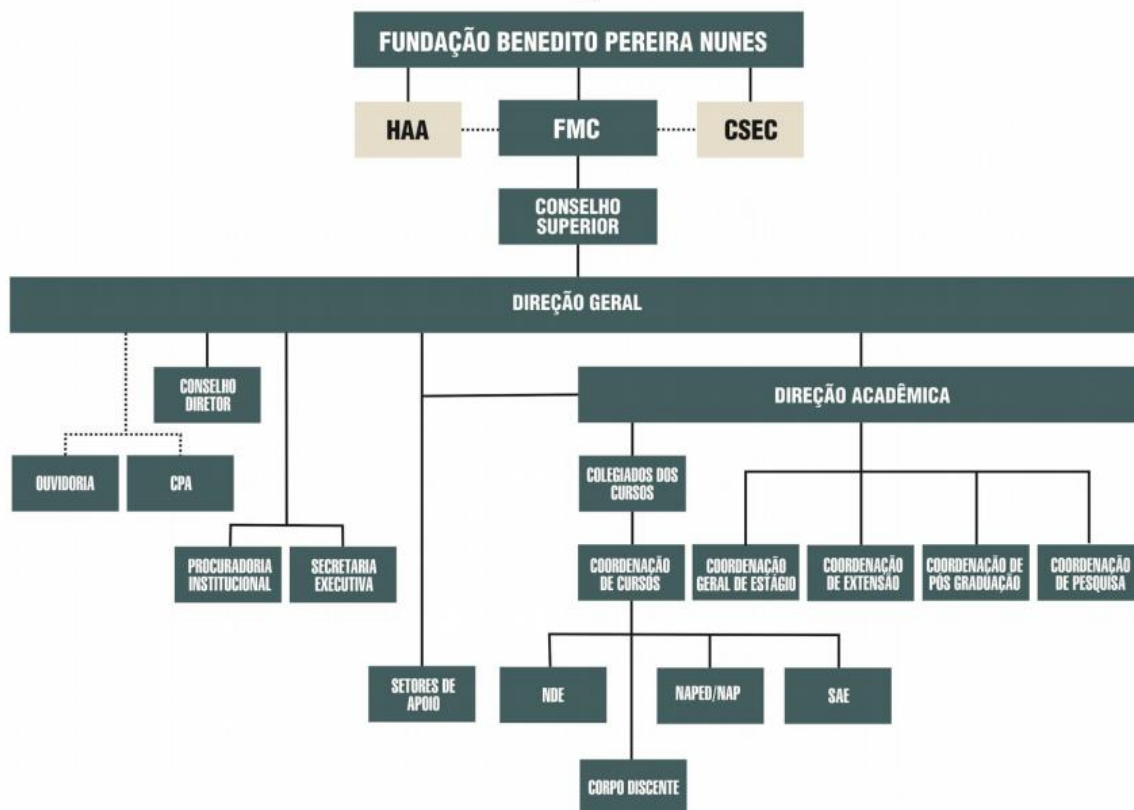 FUNDAÇÃO BENEDITO PEREIRA NUNES
HAA
FMC
CSEC
CONSELHO
SUPERIOR
DIREÇÃO GERAL
CONSELHO
DIRETOR
DIREÇÃO ACADÊMICA
OUVIDORIA
CPA
COLEGIADOS DOS
CURSOS
PROCURADORIA
INSTITUCIONAL
SECRETARIA
EXECUTIVA
COORDENAÇÃO
DE CURSOS
COORDENAÇÃO
GERAL DE ESTÁGIO
COORDENAÇÃO
DE EXTENSÃO
COORDENAÇÃO DE
PÓS GRADUAÇÃO
COORDENAÇÃO
DE PESQUISA
SETORES DE
APOIO
NDE
NAPED/NAP
SAE
CORPO DISCENTE